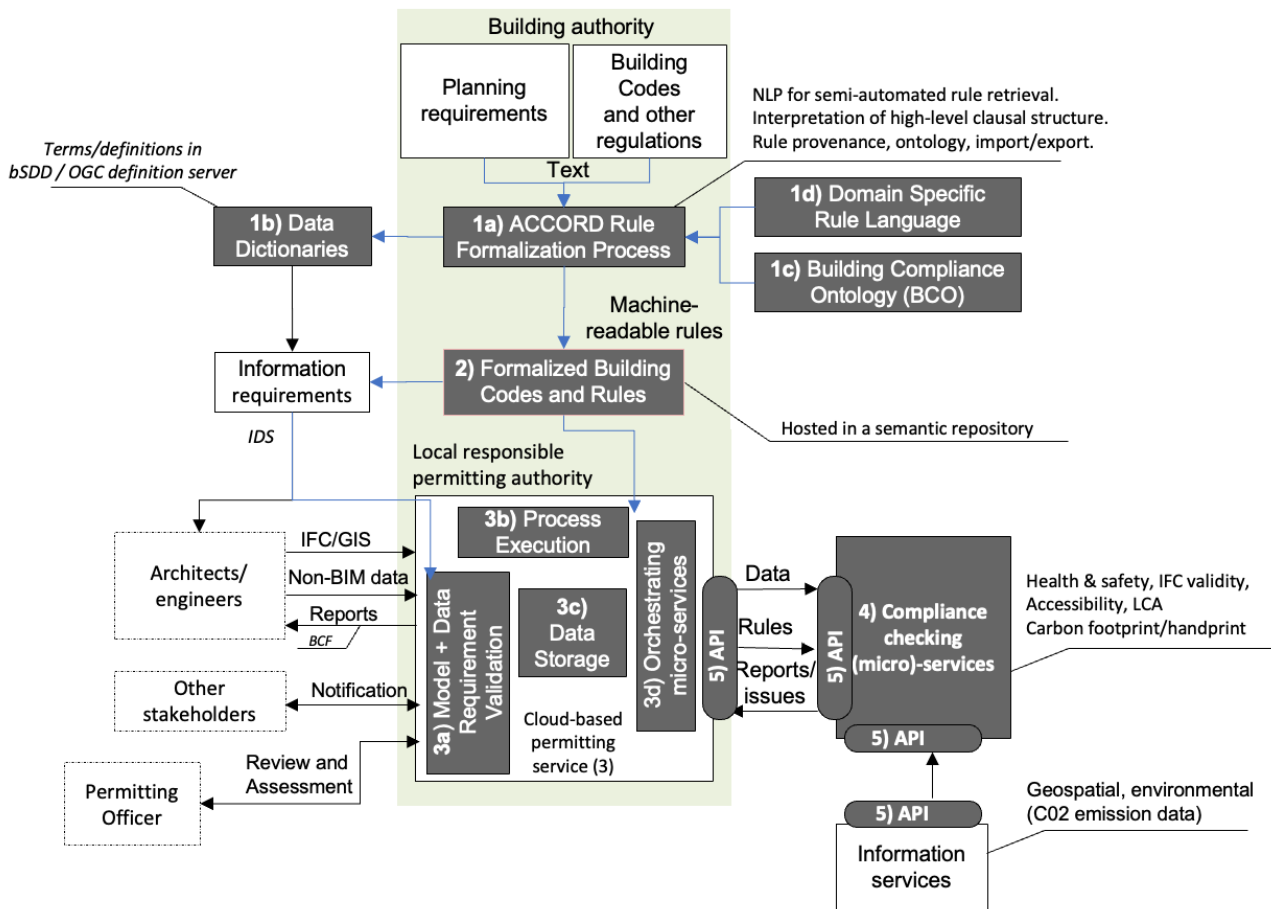 Building authority
Planning
requirements
Building
Codes
and other
regulations
NLP for semi-automated rule retrieval.
Interpretation of high-level clausal structure.
Rule provenance, ontology, import/export.
Text
Terms/definitions in
bSDD / OGC definition server
1b) Data
Dictionaries
1a) ACCORD Rule
Formalization Process
1d) Domain Specific
Rule Language
1c) Building Compliance
Ontology (BCO)
Machine-
readable rules
Information
requirements
2) Formalized Building
Codes and Rules
IDS
Hosted in a semantic repository
Local responsible
permitting authority
Architects/
engineers
IFC/GIS
Non-BIM data
Reports
BCF
3b) Process
Execution
3a) Model + Data
Requirement
Validation
3c)
Data
Storage
3d) Orchestrating
micro-services
Cloud-based
permitting
service (3)
5) API
Data
Rules
Reports/
issues
5) API
4) Compliance
checking
(micro)-services
5) API
Health & safety, IFC validity,
Accessibility, LCA
Carbon footprint/handprint
Other
stakeholders
Notification
Review and
Assessment
Permitting
Officer
5) API
Information
services
Geospatial, environmental
(C02 emission data)